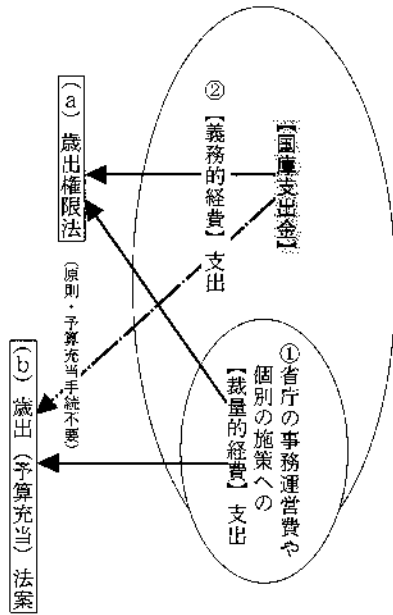 【国庫支出金】
②【義務的経費】支出
①省庁の事務運営費や
個別の施策への
【裁量的経費】支出
(a) 歳出権限法
(原則・予算充当手続不要)
(b) 歳出（予算充当）法案